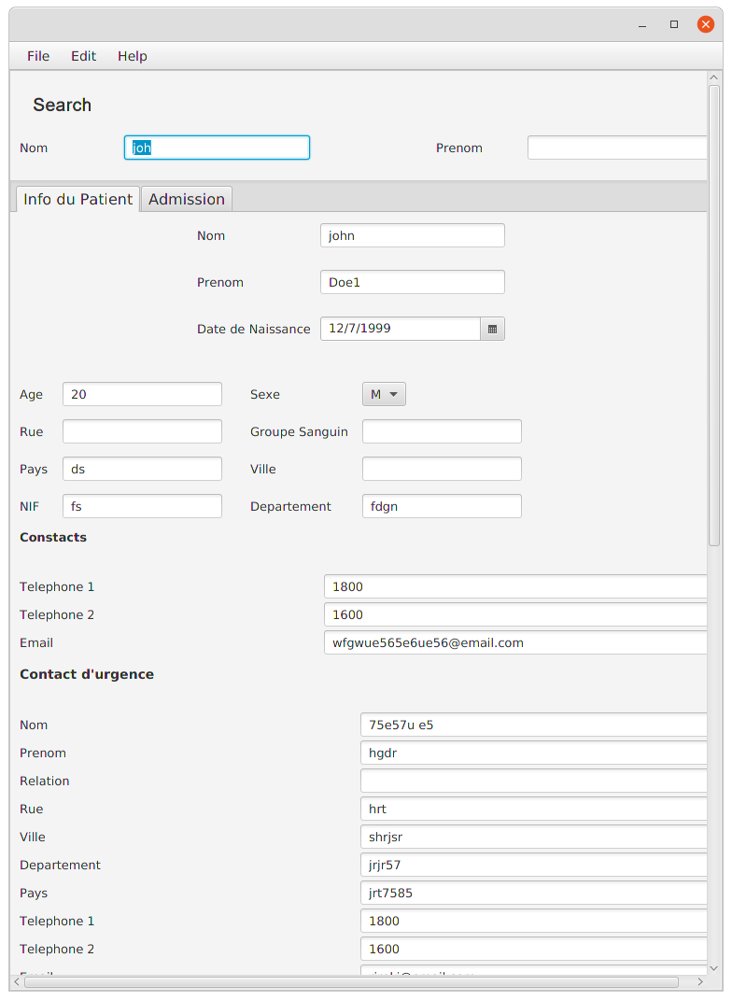 File Edit Help
Search
Nom joh Prenom
Info du Patient Admission
Nom john
Prenom Doe1
Date de Naissance 12/7/1999
Age 20 Sexe M
Rue Groupe Sanguin
Pays ds Ville
NIF fs Departement fdgn
Constacts
Telephone 1 1800
Telephone 2 1600
Email wfgwue565e6ue56@email.com
Contact d'urgence
Nom 75e57u e5
Prenom hgdr
Relation
Rue hrt
Ville shrjsr
Departement jrjr57
Pays jrt7585
Telephone 1 1800
Telephone 2 1600